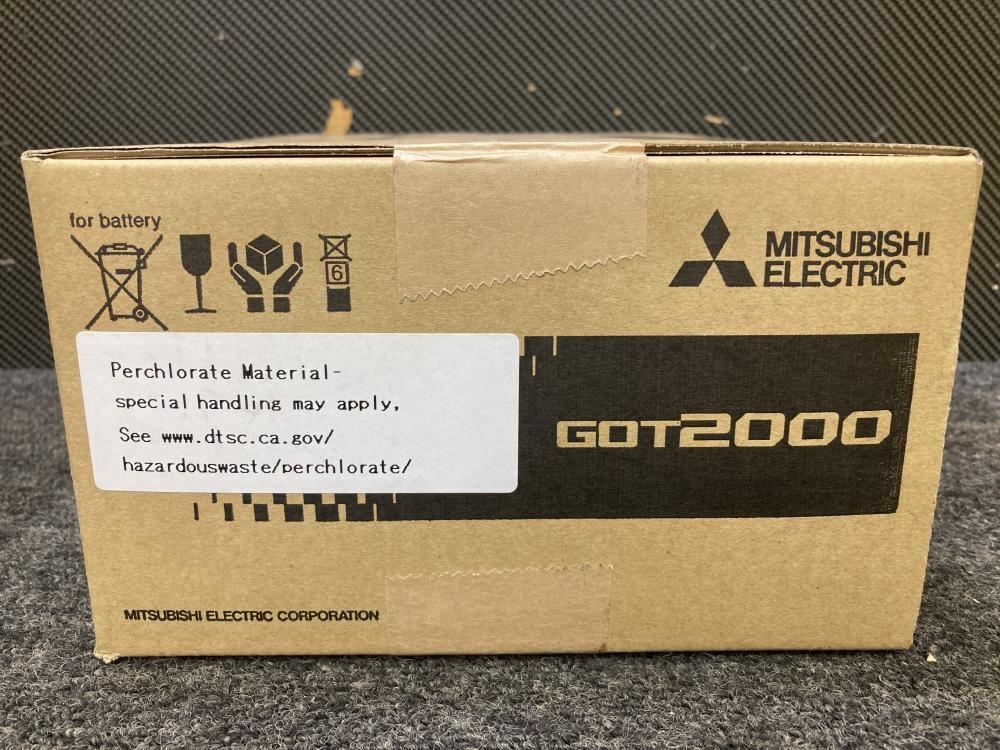 for battery
6
MITSUBISHI
ELECTRIC
Perchlorate Material-
special handling may apply,
See www.dtsc.ca.gov/
hazardouswaste/perchlorate/
GOT2000
MITSUBISHI ELECTRIC CORPORATION